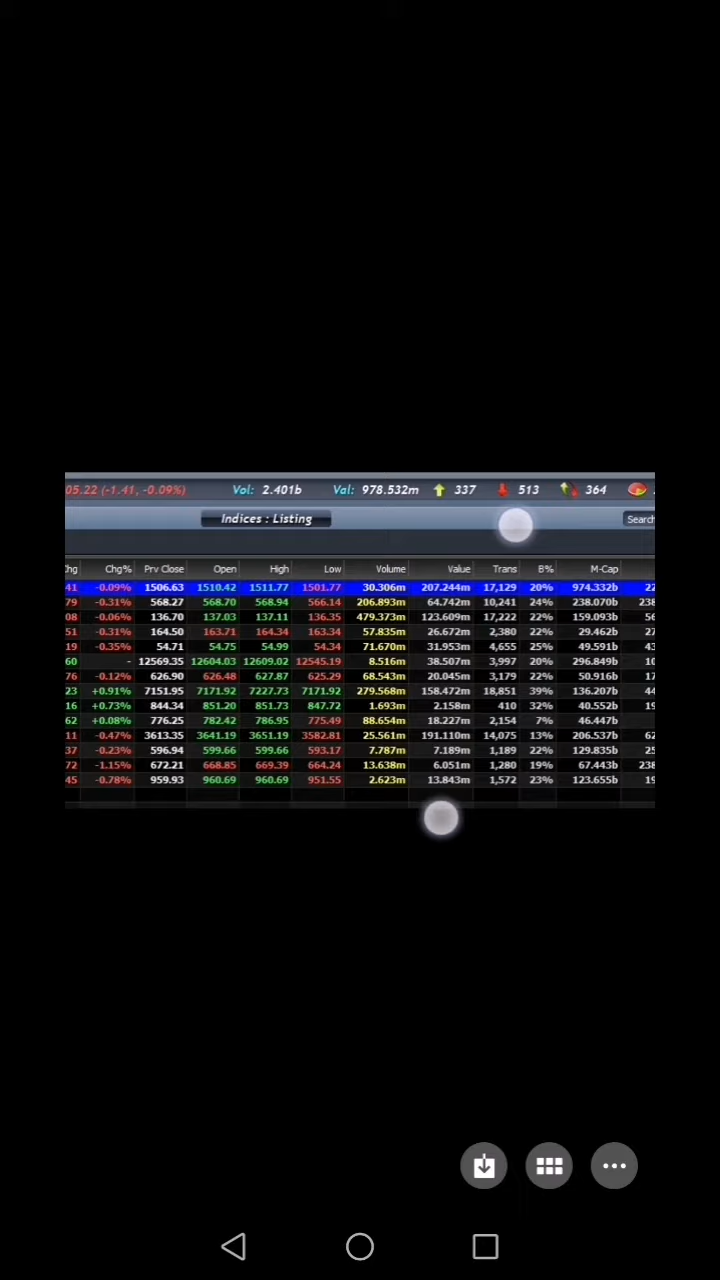 05.22 (-1.41, -0.09%) Vol: 2.401b Val: 978.532m 337 513 364
Indices : Listing Search
Chg Chg% Prv Close Open High Low Volume Value Trans B% M-Cap
41 -0.09% 1506.63 1510.42 1511.77 1501.77 30.306m 207.244m 17,129 20% 974.332b 22
79 -0.31% 568.27 568.70 568.94 566.14 206.893m 64.742m 10,241 24% 238.070b 238
08 -0.06% 136.70 137.03 137.11 136.35 479.373m 123.609m 17,222 22% 159.093b 56
51 -0.31% 164.50 163.71 164.34 163.34 57.835m 26.672m 2,380 22% 29.462b 27
19 -0.35% 54.71 54.75 54.99 54.34 71.670m 31.953m 4,655 25% 49.591b 43
60 - 12569.35 12604.03 12609.02 12545.19 8.516m 38.507m 3,997 20% 296.849b 10
76 -0.12% 626.90 626.48 627.87 625.29 68.543m 20.045m 3,179 22% 50.916b 17
23 +0.91% 7151.95 7171.92 7227.73 7171.92 279.568m 158.472m 18,851 39% 136.207b 44
16 +0.73% 844.34 851.20 851.73 847.72 1.693m 2.158m 410 32% 40.552b 19
62 +0.08% 776.25 782.42 786.95 775.49 88.654m 18.227m 2,154 7% 46.447b
11 -0.47% 3613.35 3641.19 3651.19 3582.81 25.561m 191.110m 14,075 13% 206.537b 62
37 -0.23% 596.94 599.66 599.66 593.17 7.787m 7.189m 1,189 22% 129.835b 25
72 -1.15% 672.21 668.85 669.39 664.24 13.638m 6.051m 1,280 19% 67.443b 238
45 -0.78% 959.93 960.69 960.69 951.55 2.623m 13.843m 1,572 23% 123.655b 19